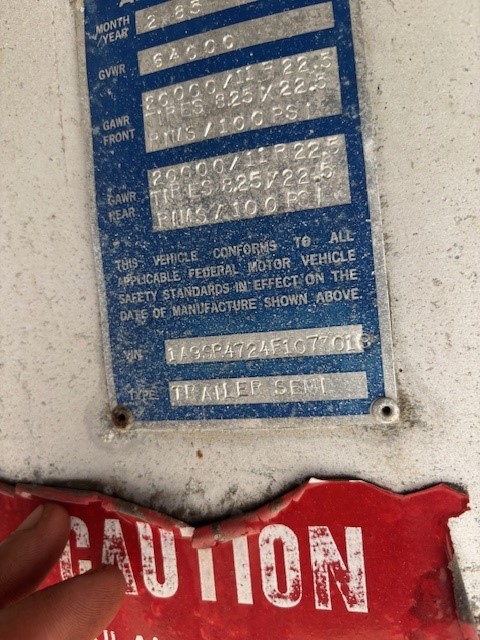 MONTH
/YEAR
2/85
GVWR
64000
GAWR
FRONT
20000/11R22.5
TIRES 8.25X22.5
RIMS/100PSI
GAWR
REAR
20000/11R22.5
TIRES 8.25X22.5
RIMS/100PSI
THIS VEHICLE CONFORMS TO ALL
APPLICABLE FEDERAL MOTOR VEHICLE
SAFETY STANDARDS IN EFFECT ON THE
DATE OF MANUFACTURE SHOWN ABOVE.
VIN
TYPE
TRAILER SEMI
CAUTION